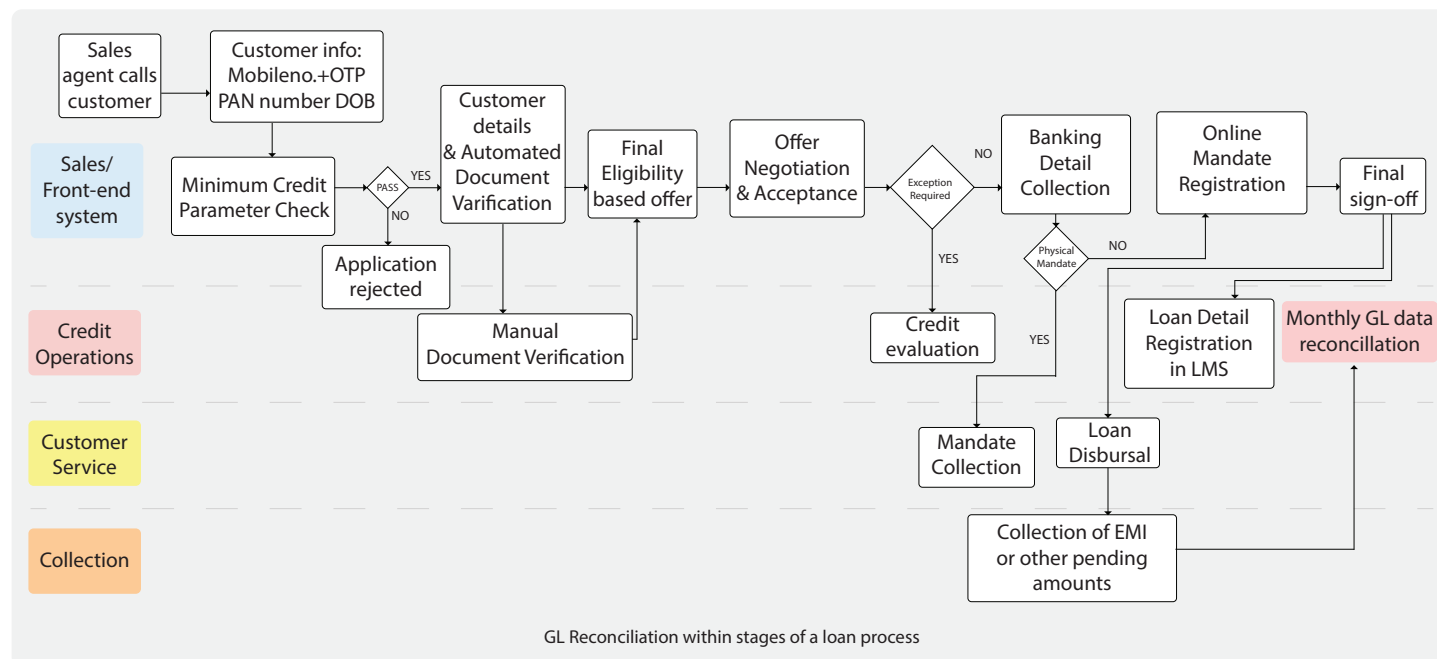 Sales
agent calls
customer
Customer info:
Mobileno.+OTP
PAN number DOB
Sales/
Front-end
system
Minimum Credit
Parameter Check
PASS
YES
NO
Application
rejected
Customer
details
& Automated
Document
Varification
Final
Eligibility
based offer
Offer
Negotiation
& Acceptance
Exception
Required
NO
YES
Banking
Detail
Collection
Physical
Mandate
NO
YES
Online
Mandate
Registration
Final
sign-off
Credit
Operations
Manual
Document Verification
Credit
evaluation
Loan Detail
Registration
in LMS
Monthly GL data
reconcillation
Customer
Service
Mandate
Collection
Loan
Disbursal
Collection
Collection of EMI
or other pending
amounts
GL Reconciliation within stages of a loan process